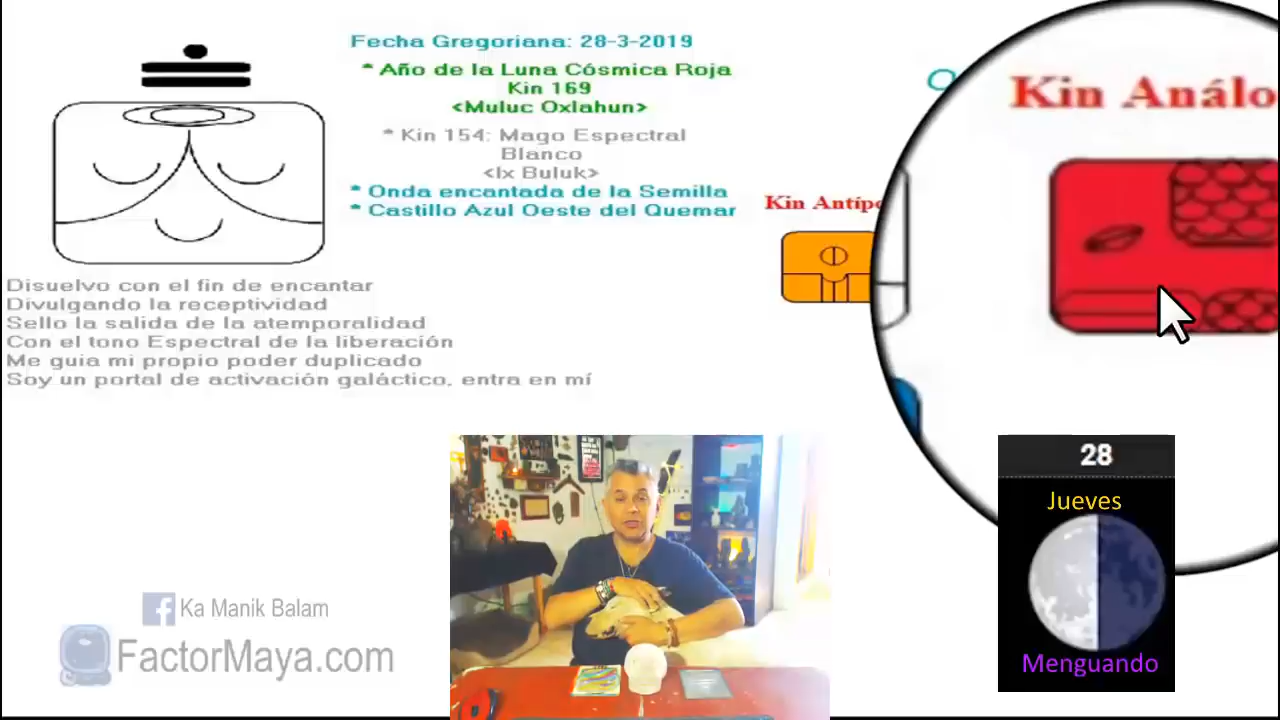 Fecha Gregoriana: 28-3-2019
* Año de la Luna Cósmica Roja
Kin 169
<Muluc Oxlahun>
* Kin 154: Mago Espectral
Blanco
<Ix Buluk>
* Onda encantada de la Semilla
* Castillo Azul Oeste del Quemar
Disuelvo con el fin de encantar
Divulgando la receptividad
Sello la salida de la atemporalidad
Con el tono Espectral de la liberación
Me guia mi propio poder duplicado
Soy un portal de activación galáctico, entra en mí
Kin Antípo
O
Kin Análo
28
Jueves
Menguando
Ka Manik Balam
FactorMaya.com